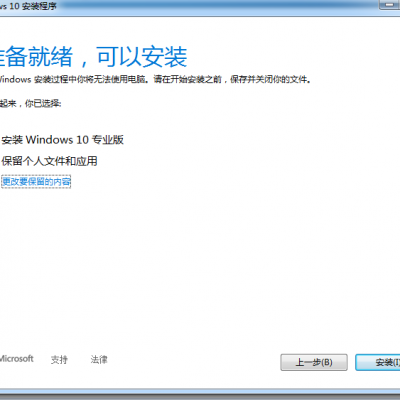 ws 10 安装程序
准备就绪，可以安装
Windows 安装过程中你将无法使用电脑。请在开始安装之前，保存并关闭你的文件。
起来，你已选择:
安装 Windows 10 专业版
保留个人文件和应用
更改要保留的内容
Microsoft 支持 法律 上一步(B) 安装(I)